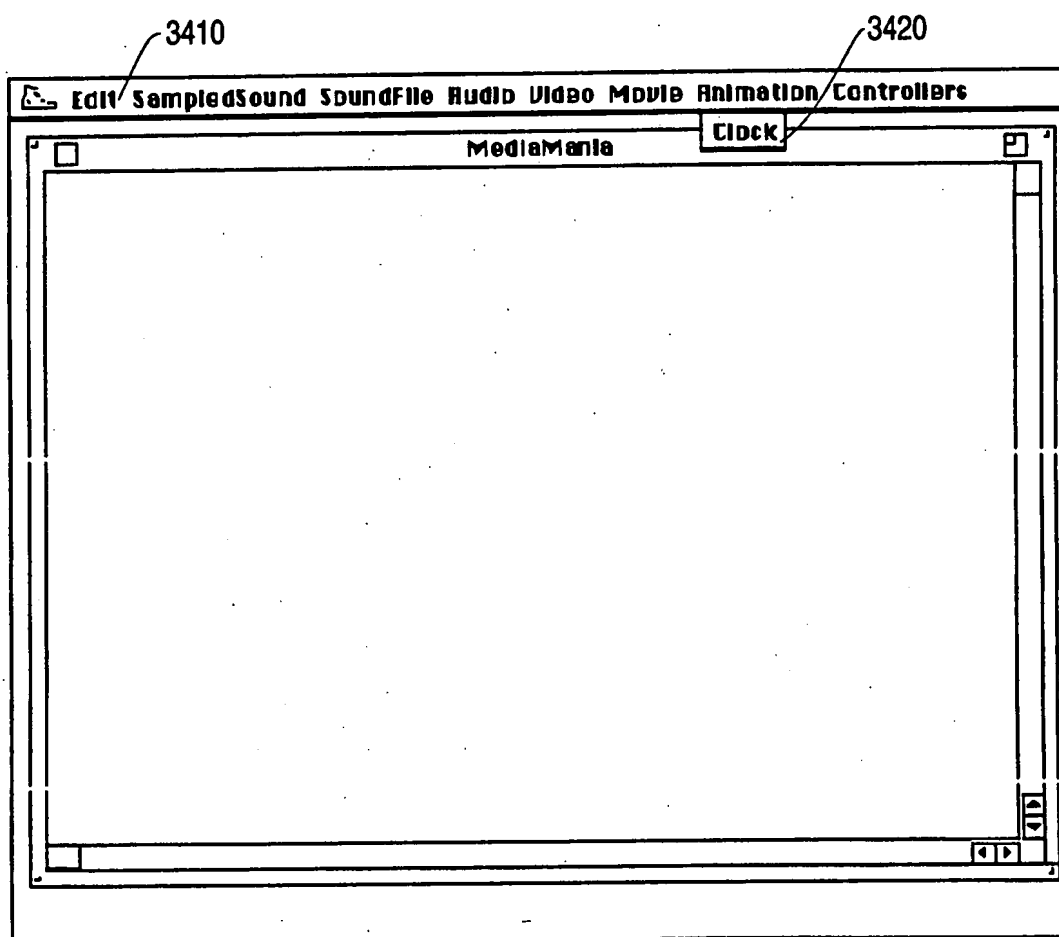 3410
3420
Edit SampledSound SoundFile Audio Video Movie Animation Controllers
Clock
MediaMania